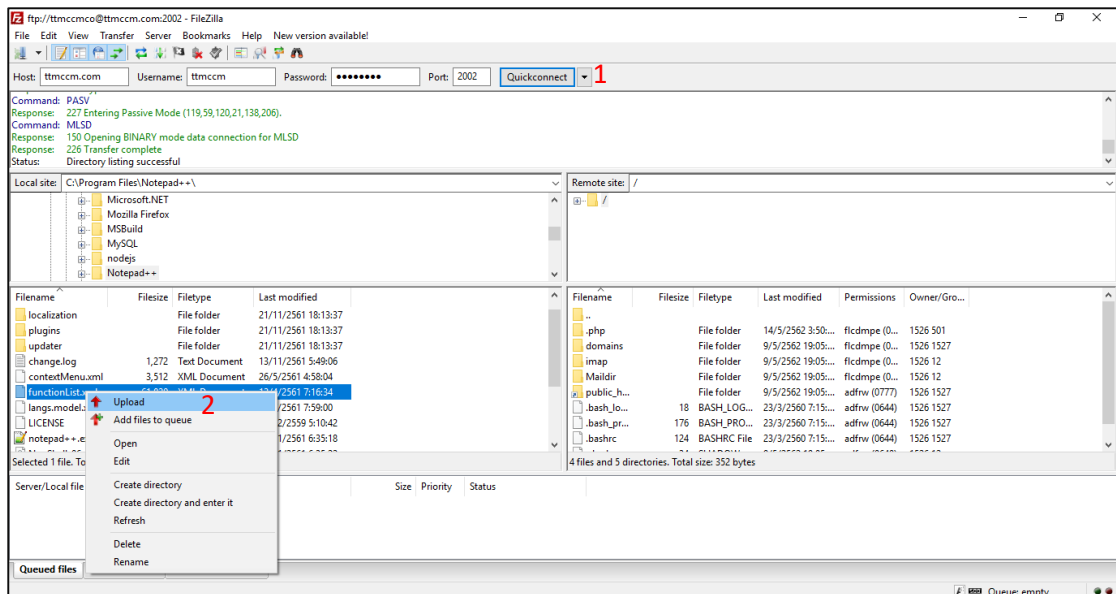 ftp://ttmccmco@ttmccm.com:2002 - FileZilla
File Edit View Transfer Server Bookmarks Help New version available!
Host: ttmccm.com Username: ttmccm Password: ●●●●●●●● Port: 2002 Quickconnect 1
Command: PASV
Response: 227 Entering Passive Mode (119,59,120,21,138,206).
Command: MLSD
Response: 150 Opening BINARY mode data connection for MLSD
Response: 226 Transfer complete
Status: Directory listing successful
Local site: C:\Program Files\Notepad++\
Microsoft.NET
Mozilla Firefox
MSBuild
MySQL
nodejs
Notepad++
Remote site: /
/
Filename Filesize Filetype Last modified
localization File folder 21/11/2561 18:13:37
plugins File folder 21/11/2561 18:13:37
updater File folder 21/11/2561 18:13:37
change.log 1,272 Text Document 13/11/2561 5:49:06
contextMenu.xml 3,512 XML Document 26/5/2561 4:58:04
functionList. /2561 7:16:34
langs.model. /2561 7:59:00
LICENSE 2/2559 5:10:42
notepad++.e 1/2561 6:35:18
Selected 1 file. To
Upload 2
Add files to queue
Open
Edit
Create directory
Create directory and enter it
Refresh
Delete
Rename
Filename Filesize Filetype Last modified Permissions Owner/Gro...
..
.php File folder 14/5/2562 3:50:... flcdmpe (0... 1526 501
domains File folder 9/5/2562 19:05:... flcdmpe (0... 1526 1527
imap File folder 9/5/2562 19:05:... flcdmpe (0... 1526 12
Maildir File folder 9/5/2562 19:05:... flcdmpe (0... 1526 12
public_h... File folder 9/5/2562 19:05:... adfrw (0777) 1526 1527
.bash_lo... 18 BASH_LOG... 23/3/2560 7:15:... adfrw (0644) 1526 1527
.bash_pr... 176 BASH_PRO... 23/3/2560 7:15:... adfrw (0644) 1526 1527
.bashrc 124 BASHRC File 23/3/2560 7:15:... adfrw (0644) 1526 1527
4 files and 5 directories. Total size: 352 bytes
Server/Local file Size Priority Status
Queued files
Queue: empty